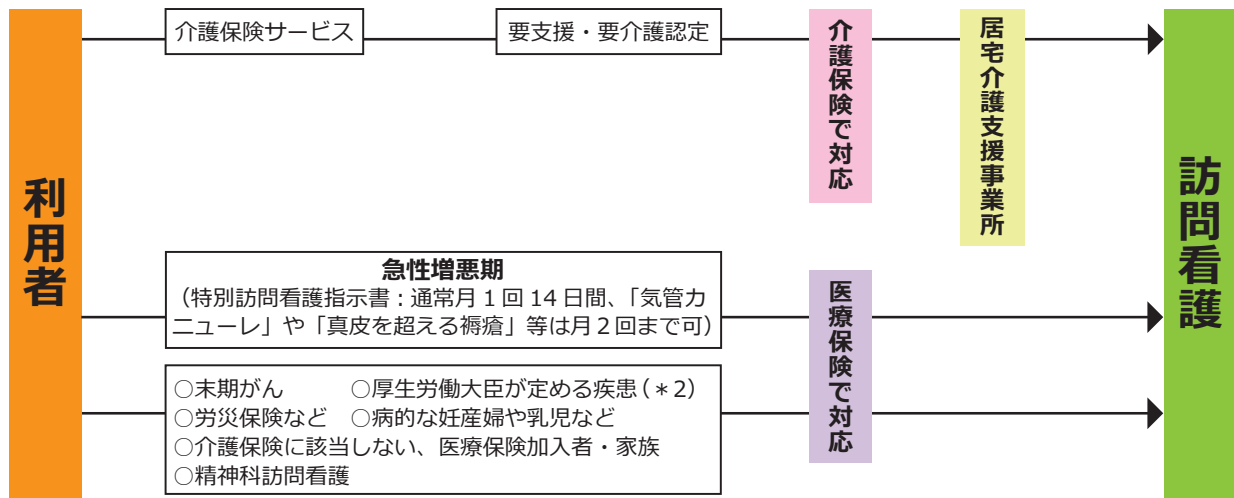 利用者
介護保険サービス
要支援・要介護認定
介護保険で対応
居宅介護支援事業所
訪問看護
急性増悪期
（特別訪問看護指示書：通常月１回 14 日間、「気管カ
ニューレ」や「真皮を超える褥瘡」等は月２回まで可）
医療保険で対応
○末期がん　○厚生労働大臣が定める疾患（＊2）
○労災保険など　○病的な妊産婦や乳児など
○介護保険に該当しない、医療保険加入者・家族
○精神科訪問看護